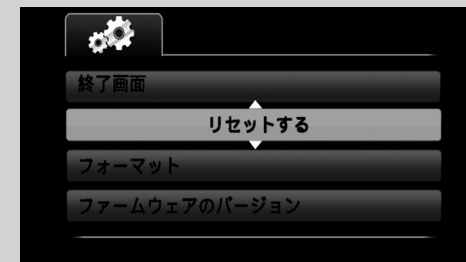 終了画面
リセットする
フォーマット
ファームウェアのバージョン